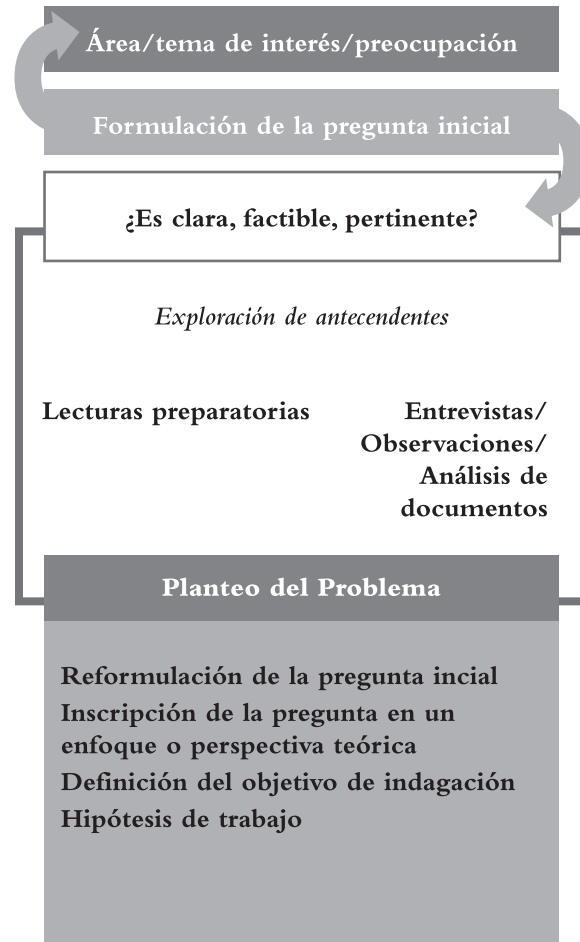 Área/tema de interés/preocupación
Formulación de la pregunta inicial
¿Es clara, factible, pertinente?
Exploración de antecedentes
Lecturas preparatorias
Entrevistas/
Observaciones/
Análisis de
documentos
Planteo del Problema
Reformulación de la pregunta incial
Inscripción de la pregunta en un
enfoque o perspectiva teórica
Definición del objetivo de indagación
Hipótesis de trabajo